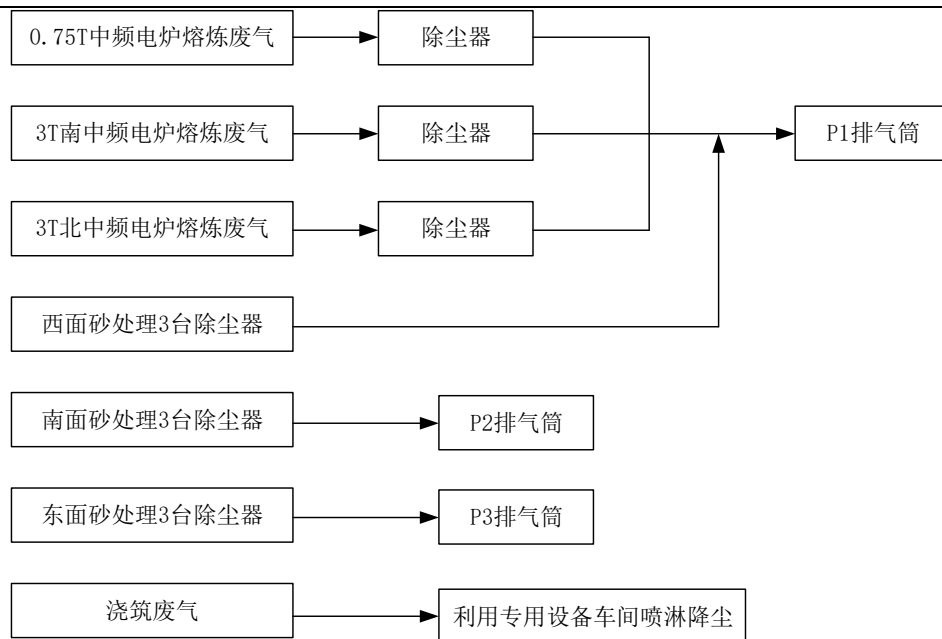 0.75T中频电炉熔炼废气
除尘器
3T南中频电炉熔炼废气
除尘器
P1排气筒
3T北中频电炉熔炼废气
除尘器
西面砂处理3台除尘器
南面砂处理3台除尘器
P2排气筒
东面砂处理3台除尘器
P3排气筒
浇筑废气
利用专用设备车间喷淋降尘